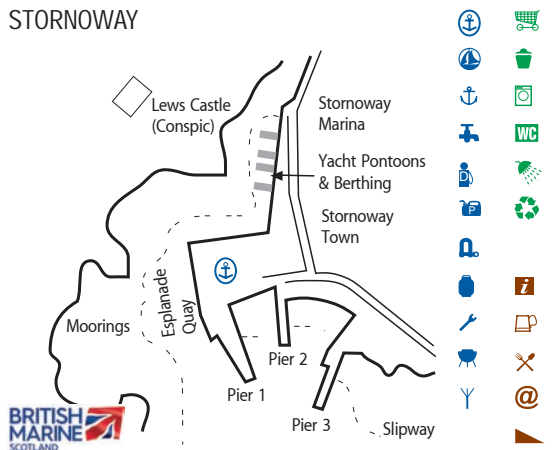 STORNOWAY
Lews Castle
(Conspic)
Stornoway
Marina
Yacht Pontoons
& Berthing
Stornoway
Town
Esplanade
Quay
Moorings
Pier 1
Pier 2
Pier 3
Slipway
WC
D
P
i
@
BRITISH
MARINE
SCOTLAND